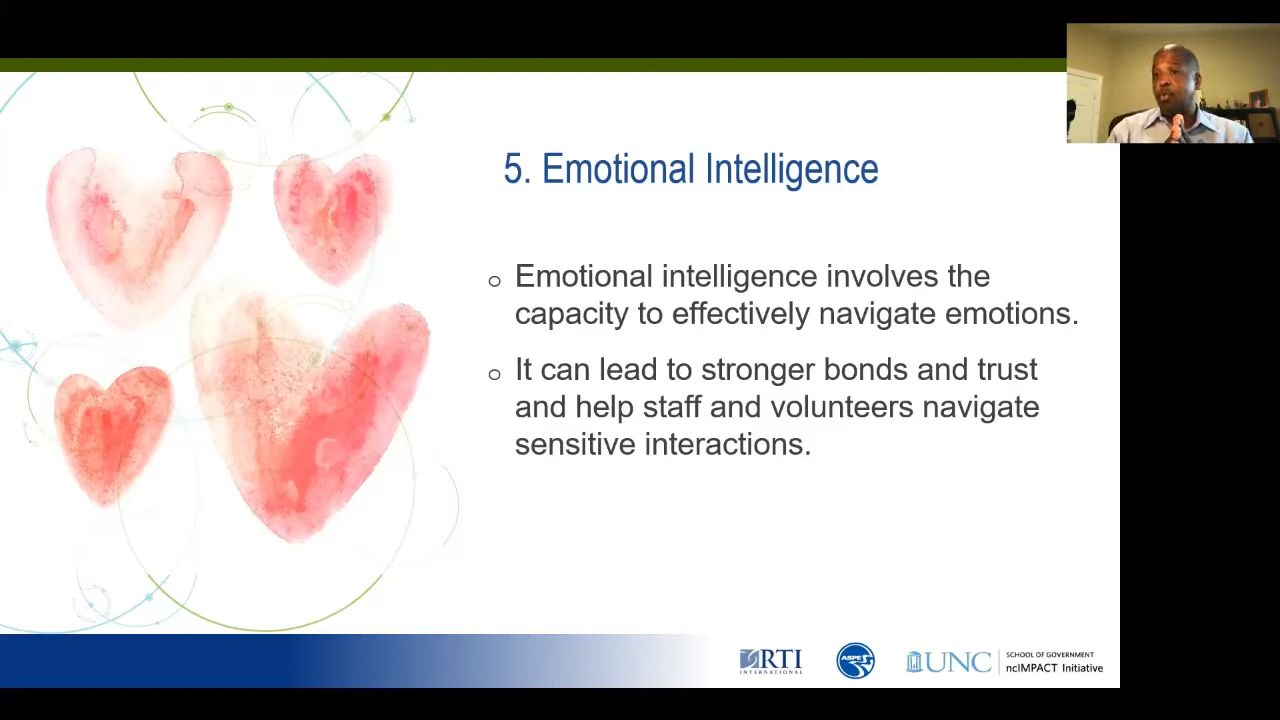 5. Emotional Intelligence
o Emotional intelligence involves the
capacity to effectively navigate emotions.
o It can lead to stronger bonds and trust
and help staff and volunteers navigate
sensitive interactions.
RTI
INTERNATIONAL
ASPE
UNC
SCHOOL OF GOVERNMENT
ncIMPACT Initiative